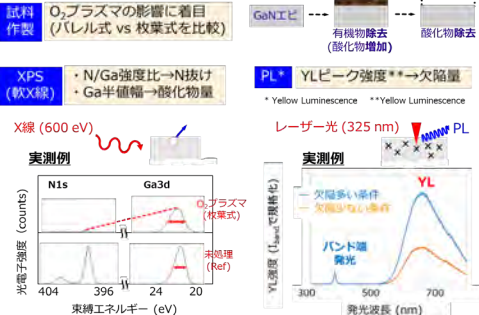 試料
作製
O₂プラズマの影響に着目
(バレル式 vs 枚葉式を比較)
GaNエピ
有機物除去
(酸化物増加)
酸化物除去
XPS
(軟X線)
・N/Ga強度比→N抜け
・Ga半値幅→酸化物量
PL*
YLピーク強度**→欠陥量
* Yellow Luminescence **Yellow Luminescence
X線 (600 eV)
実測例
N1s
Ga3d
O₂プラズマ
(枚葉式)
未処理
(Ref)
光電子強度 (counts)
404
396
24
20
束縛エネルギー (eV)
レーザー光 (325 nm)
PL
実測例
YL
欠陥多い条件
欠陥少ない条件
バンド端
発光
YL強度 (I_bandで規格化)
300
500
700
発光波長 (nm)